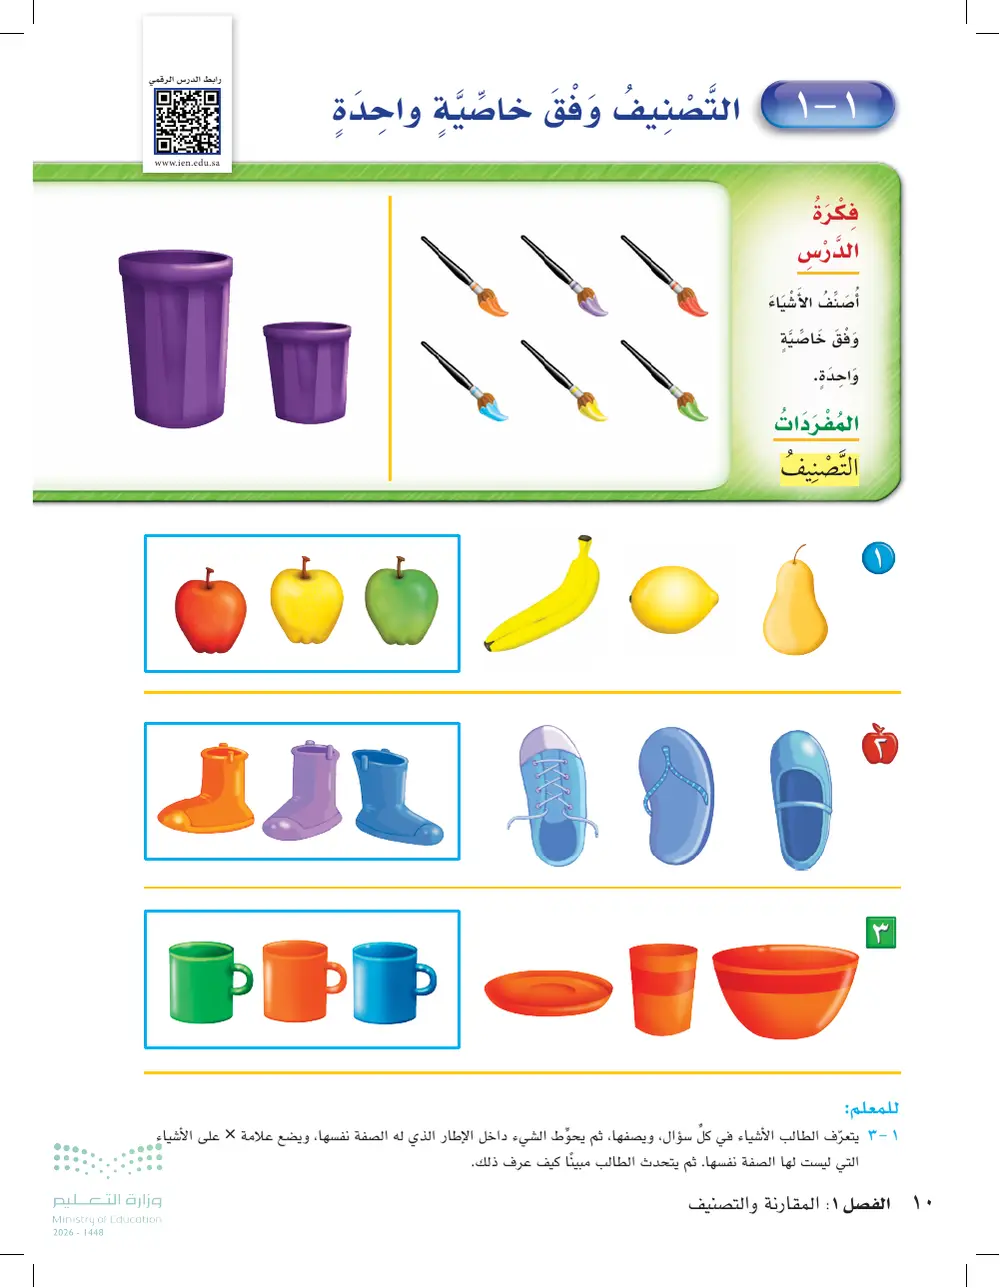 رابط الدرس الرقمي
www.ien.edu.sa
١-١
التَّصْنِيفُ وَفْقَ خاصِّيَّةٍ واحِدَةٍ
فِكْرَةُ
الدَّرْسِ
أُصَنِّفُ الأَشْيَاءَ
وَفْقَ خَاصِّيَّةٍ
وَاحِدَةٍ.
المُفْرَدَاتُ
التَّصْنِيفُ
١
٢
٣
للمعلم:
١-٣ يتعرّف الطالب الأشياء في كلِّ سؤال، ويصفها، ثم يحوِّط الشيء داخل الإطار الذي له الصفة نفسها، ويضع علامة × على الأشياء
التي ليست لها الصفة نفسها. ثم يتحدث الطالب مبينًا كيف عرف ذلك.
وزارة التعليم
Ministry of Education
2026 - 1448
١٠ الفصل ١: المقارنة والتصنيف